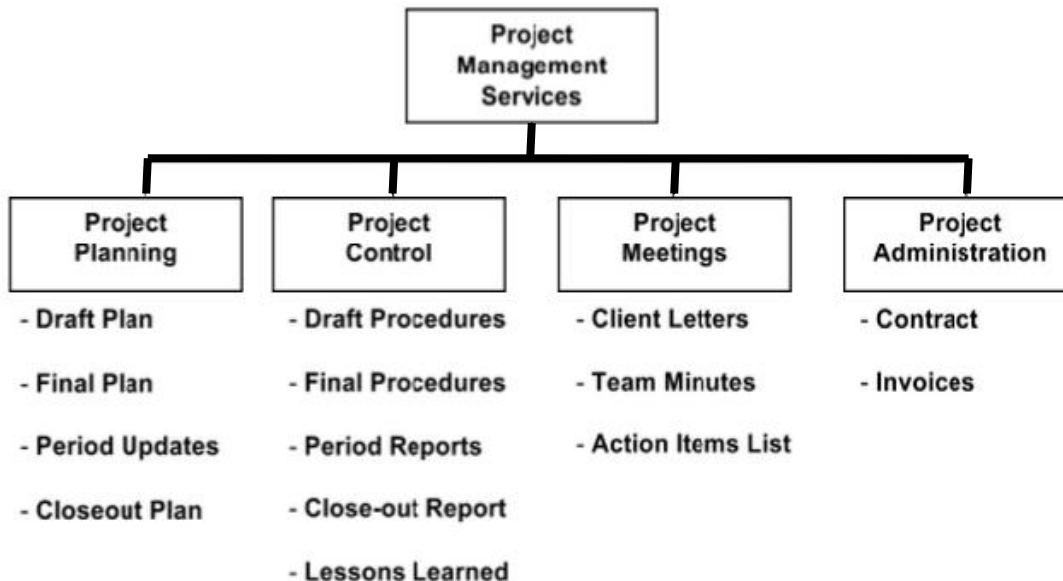 Project
Management
Services
Project
Planning
- Draft Plan
- Final Plan
- Period Updates
- Closeout Plan
Project
Control
- Draft Procedures
- Final Procedures
- Period Reports
- Close-out Report
- Lessons Learned
Project
Meetings
- Client Letters
- Team Minutes
- Action Items List
Project
Administration
- Contract
- Invoices